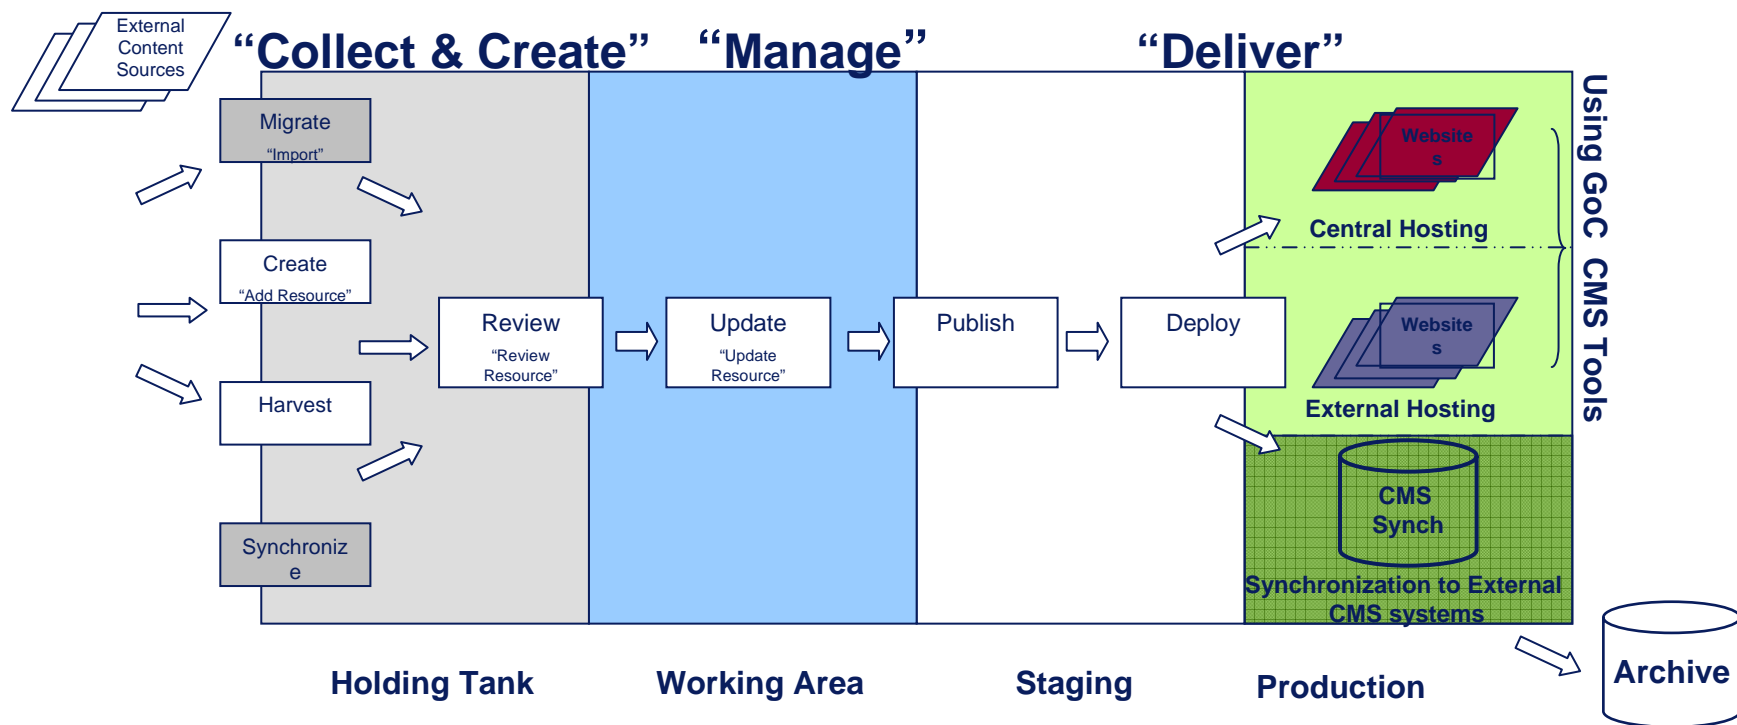 External
Content
Sources
“Collect & Create”
“Manage”
“Deliver”
Migrate
“Import”
Create
“Add Resource”
Harvest
Synchroniz
e
Review
“Review
Resource”
Update
“Update
Resource”
Publish
Deploy
Website
s
Central Hosting
Website
s
External Hosting
CMS
Synch
Synchronization to External
CMS systems
Using GoC CMS Tools
Holding Tank
Working Area
Staging
Production
Archive